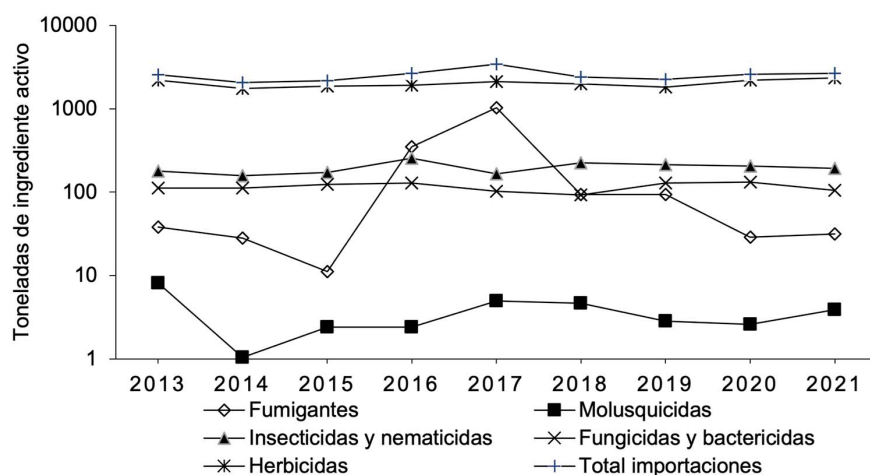 10000
1000
100
10
1
Toneladas de ingrediente activo
2013 2014 2015 2016 2017 2018 2019 2020 2021
Fumigantes Molusquicidas
Insecticidas y nematicidas Fungicidas y bactericidas
Herbicidas Total importaciones